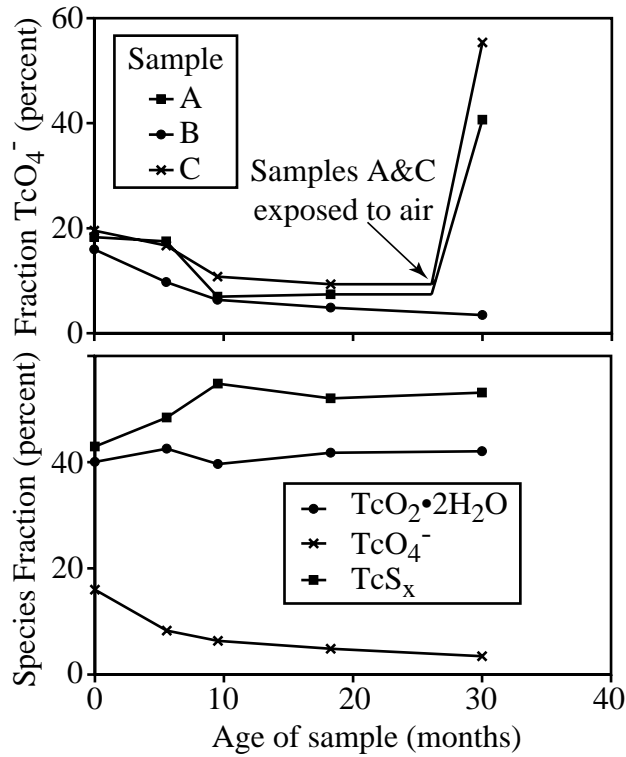 60
40
20
0
Fraction TcO₄⁻ (percent)
Sample
A
B
C
Samples A&C
exposed to air
40
20
0
Species Fraction (percent)
TcO₂•2H₂O
TcO₄⁻
TcSₓ
0 10 20 30 40
Age of sample (months)